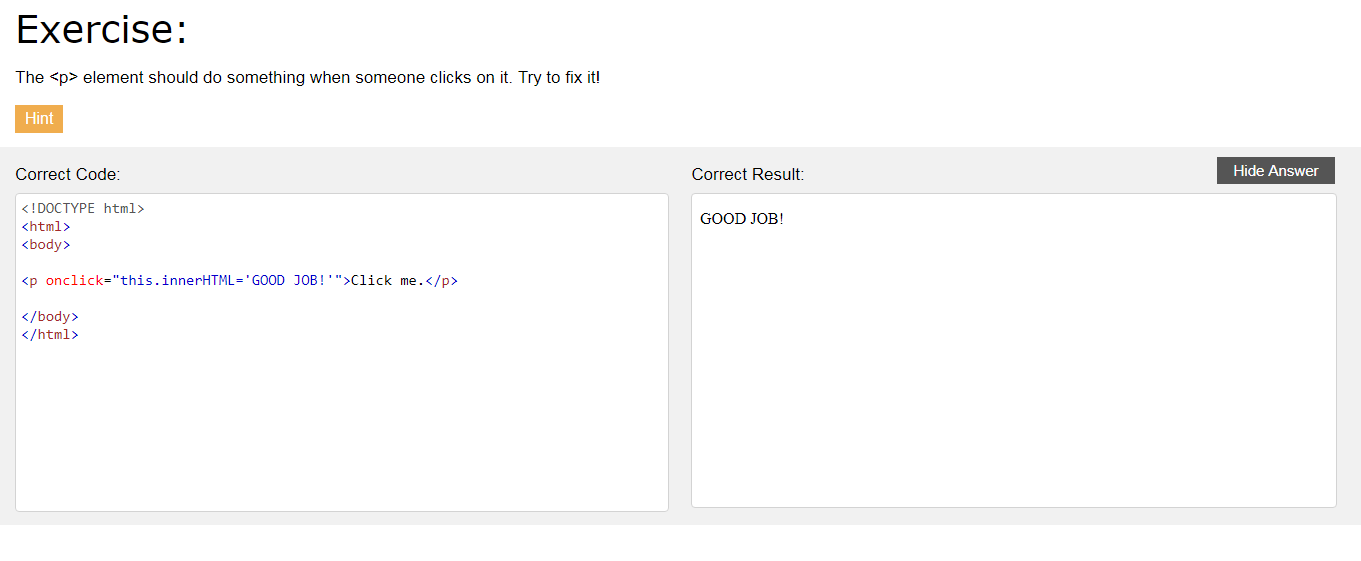 Exercise:
The <p> element should do something when someone clicks on it. Try to fix it!
Hint
Correct Code:
<!DOCTYPE html>
<html>
<body>
<p onclick="this.innerHTML='GOOD JOB!'">Click me.</p>
</body>
</html>
Correct Result:
Hide Answer
GOOD JOB!